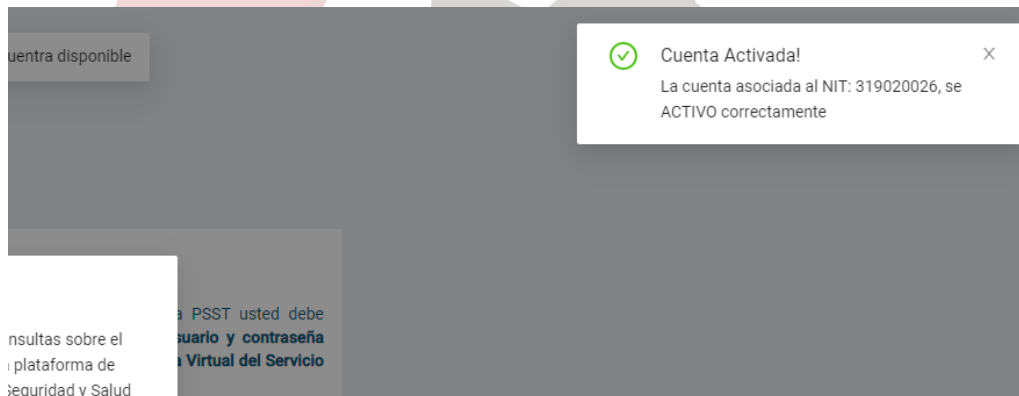 uentra disponible
Cuenta Activada!
La cuenta asociada al NIT: 319020026, se
ACTIVO correctamente
a PSST usted debe
suario y contraseña
a Virtual del Servicio
nsultas sobre el
plataforma de
Seguridad y Salud